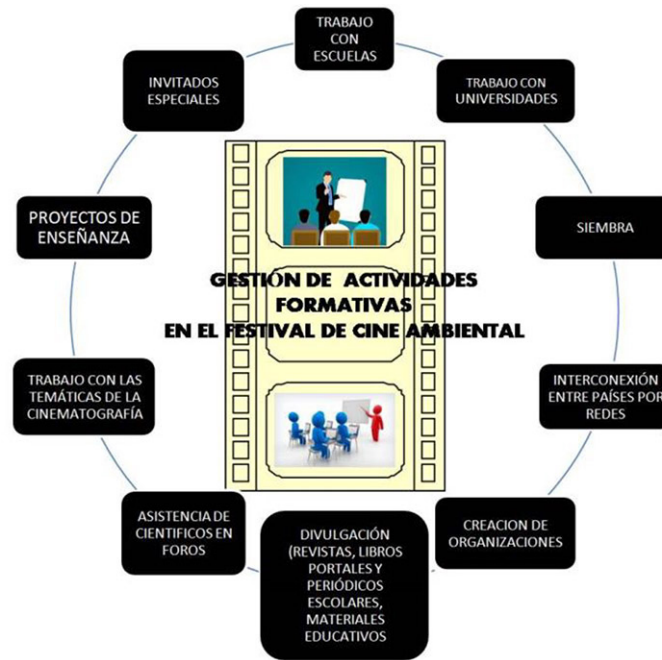 TRABAJO
CON
ESCUELAS
TRABAJO CON
UNIVERSIDADES
SIEMBRA
INTERCONEXIÓN
ENTRE PAÍSES POR
REDES
CREACION DE
ORGANIZACIONES
DIVULGACIÓN
(REVISTAS, LIBROS
PORTALES Y
PERIÓDICOS
ESCOLARES,
MATERIALES
EDUCATIVOS
ASISTENCIA DE
CIENTIFICOS EN
FOROS
TRABAJO CON LAS
TEMÁTICAS DE LA
CINEMATOGRAFÍA
PROYECTOS DE
ENSEÑANZA
INVITADOS
ESPECIALES
GESTIÓN DE ACTIVIDADES
FORMATIVAS
EN EL FESTIVAL DE CINE AMBIENTAL